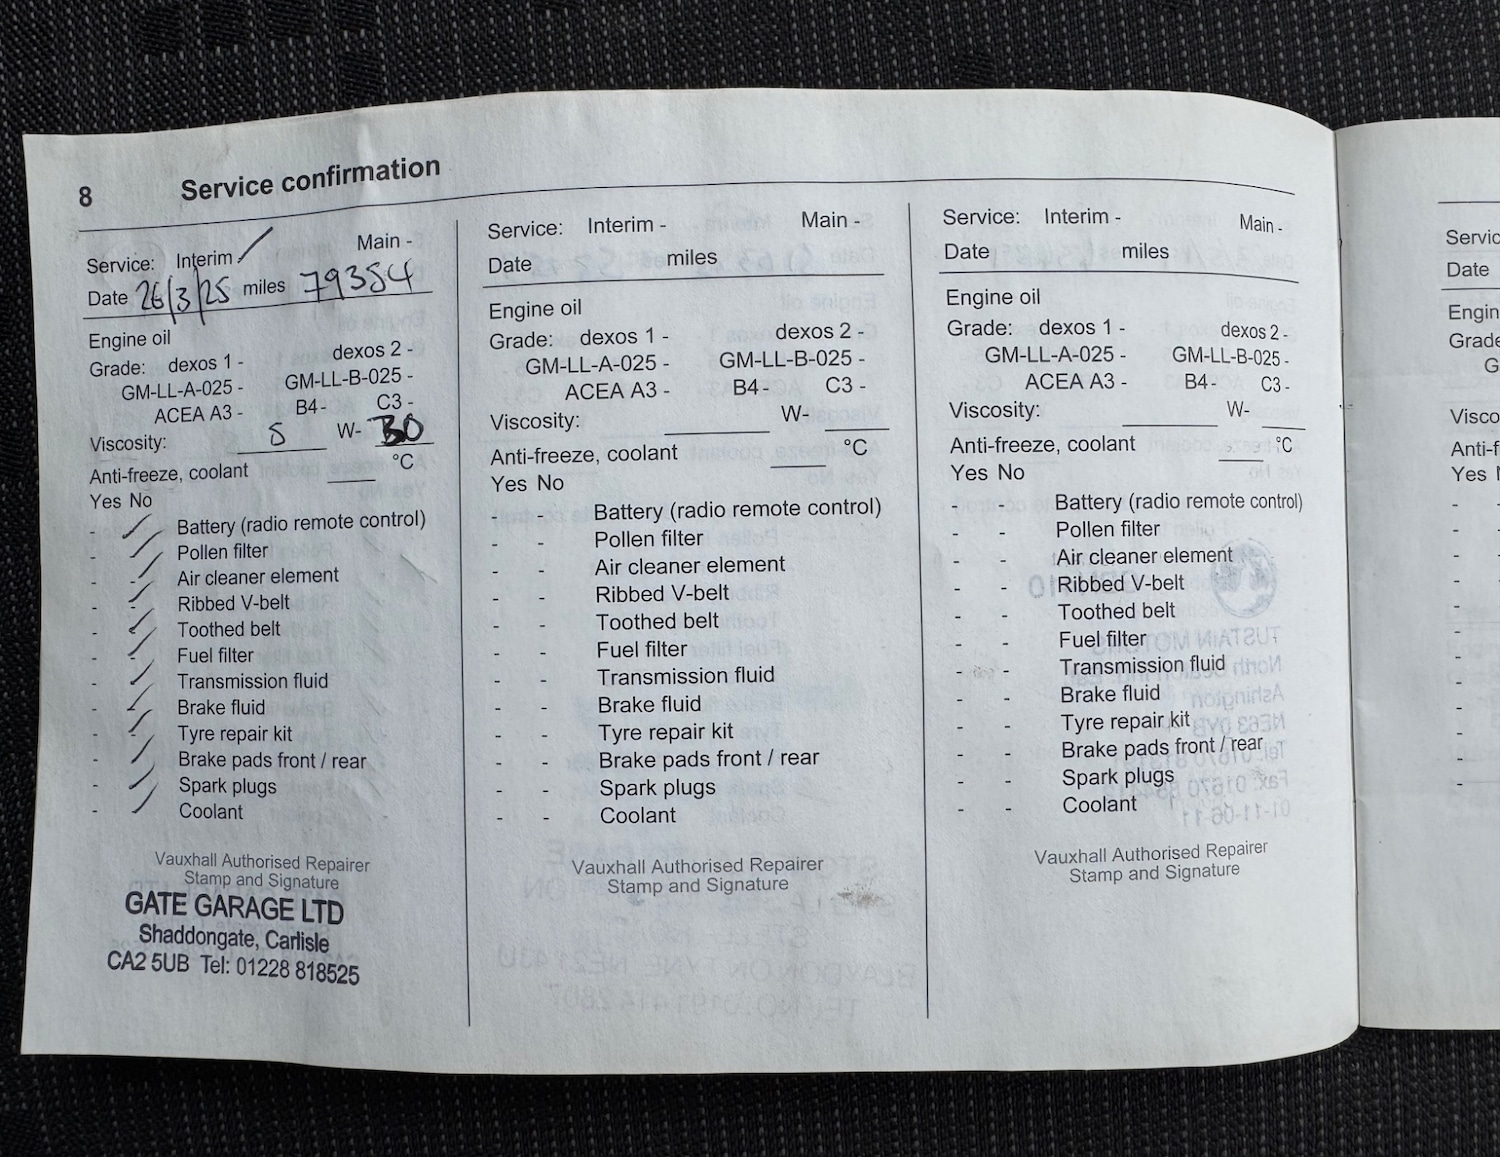 8 Service confirmation
Service: Interim / Main -
Date 26/3/25 miles 79354
Engine oil
Grade: dexos 1 - dexos 2 -
GM-LL-A-025 - GM-LL-B-025 -
ACEA A3 - B4 - C3 -
Viscosity: 5 W- 30
Anti-freeze, coolant °C
Yes No
- / Battery (radio remote control)
- / Pollen filter
- / Air cleaner element
- / Ribbed V-belt
- / Toothed belt
- / Fuel filter
- / Transmission fluid
- / Brake fluid
- / Tyre repair kit
- / Brake pads front / rear
- / Spark plugs
- / Coolant
Vauxhall Authorised Repairer
Stamp and Signature
GATE GARAGE LTD
Shaddongate, Carlisle
CA2 5UB Tel: 01228 818525
Service: Interim - Main -
Date miles
Engine oil
Grade: dexos 1 - dexos 2 -
GM-LL-A-025 - GM-LL-B-025 -
ACEA A3 - B4 - C3 -
Viscosity: W-
Anti-freeze, coolant °C
Yes No
- - Battery (radio remote control)
- - Pollen filter
- - Air cleaner element
- - Ribbed V-belt
- - Toothed belt
- - Fuel filter
- - Transmission fluid
- - Brake fluid
- - Tyre repair kit
- - Brake pads front / rear
- - Spark plugs
- - Coolant
Vauxhall Authorised Repairer
Stamp and Signature
Service: Interim - Main -
Date miles
Engine oil
Grade: dexos 1 - dexos 2 -
GM-LL-A-025 - GM-LL-B-025 -
ACEA A3 - B4 - C3 -
Viscosity: W-
Anti-freeze, coolant °C
Yes No
- - Battery (radio remote control)
- - Pollen filter
- - Air cleaner element
- - Ribbed V-belt
- - Toothed belt
- - Fuel filter
- - Transmission fluid
- - Brake fluid
- - Tyre repair kit
- - Brake pads front / rear
- - Spark plugs
- - Coolant
Vauxhall Authorised Repairer
Stamp and Signature
Servic
Date
Engin
Grade
G
Visco
Anti-f
Yes